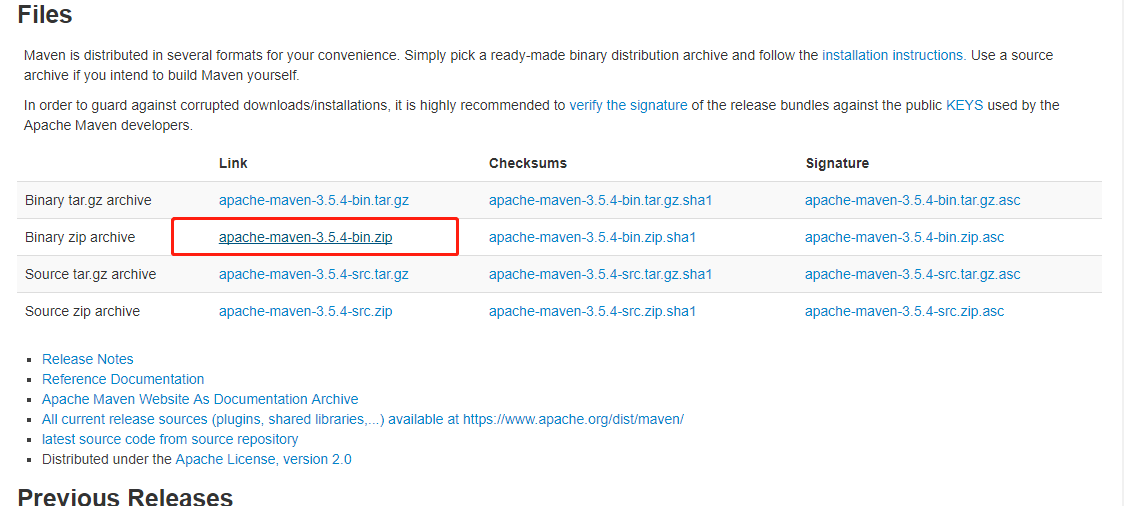 Files
Maven is distributed in several formats for your convenience. Simply pick a ready-made binary distribution archive and follow the installation instructions. Use a source
archive if you intend to build Maven yourself.
In order to guard against corrupted downloads/installations, it is highly recommended to verify the signature of the release bundles against the public KEYS used by the
Apache Maven developers.
Link Checksums Signature
Binary tar.gz archive apache-maven-3.5.4-bin.tar.gz apache-maven-3.5.4-bin.tar.gz.sha1 apache-maven-3.5.4-bin.tar.gz.asc
Binary zip archive apache-maven-3.5.4-bin.zip apache-maven-3.5.4-bin.zip.sha1 apache-maven-3.5.4-bin.zip.asc
Source tar.gz archive apache-maven-3.5.4-src.tar.gz apache-maven-3.5.4-src.tar.gz.sha1 apache-maven-3.5.4-src.tar.gz.asc
Source zip archive apache-maven-3.5.4-src.zip apache-maven-3.5.4-src.zip.sha1 apache-maven-3.5.4-src.zip.asc
Release Notes
Reference Documentation
Apache Maven Website As Documentation Archive
All current release sources (plugins, shared libraries,...) available at https://www.apache.org/dist/maven/
latest source code from source repository
Distributed under the Apache License, version 2.0
Previous Releases